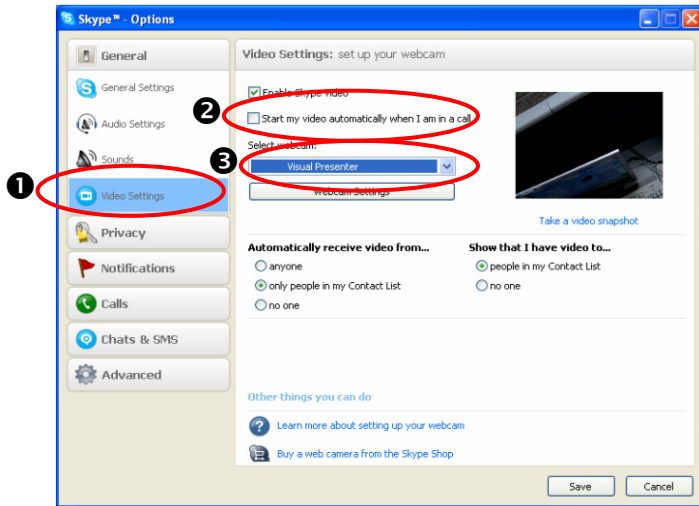 Skype™ - Options
General
General Settings
Audio Settings
Sounds
Video Settings
Privacy
Notifications
Calls
Chats & SMS
Advanced
Video Settings: set up your webcam
Enable Skype Video
❷
Start my video automatically when I am in a call
Select webcam:
❸
Visual Presenter
❶
Webcam Settings
Take a video snapshot
Automatically receive video from...
anyone
only people in my Contact List
no one
Show that I have video to...
people in my Contact List
no one
Other things you can do
Learn more about setting up your webcam
Buy a web camera from the Skype Shop
Save
Cancel